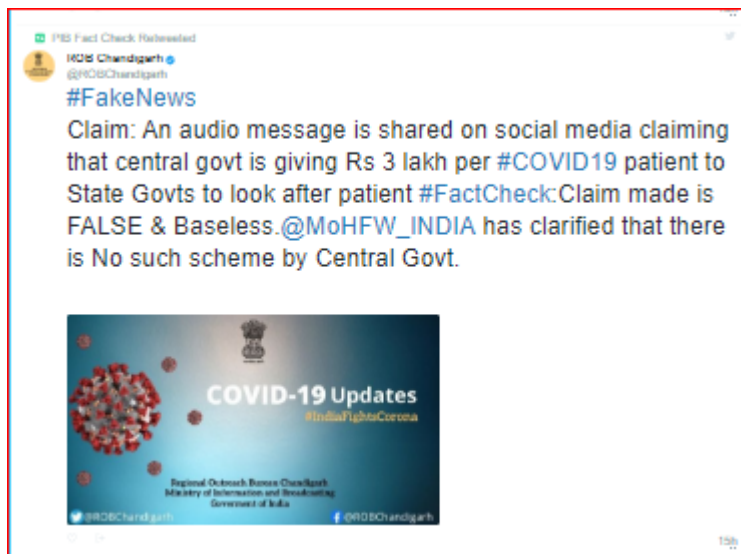 PIB Fact Check Retweeted
ROB Chandigarh
@ROBChandigarh
#FakeNews
Claim: An audio message is shared on social media claiming
that central govt is giving Rs 3 lakh per #COVID19 patient to
State Govts to look after patient #FactCheck:Claim made is
FALSE & Baseless.@MoHFW_INDIA has clarified that there
is No such scheme by Central Govt.
COVID-19 Updates
#IndiaFightsCorona
Regional Outreach Bureau Chandigarh
Ministry of Information and Broadcasting
Goverment of India
@ROBChandigarh
@ROBChandigarh
15h